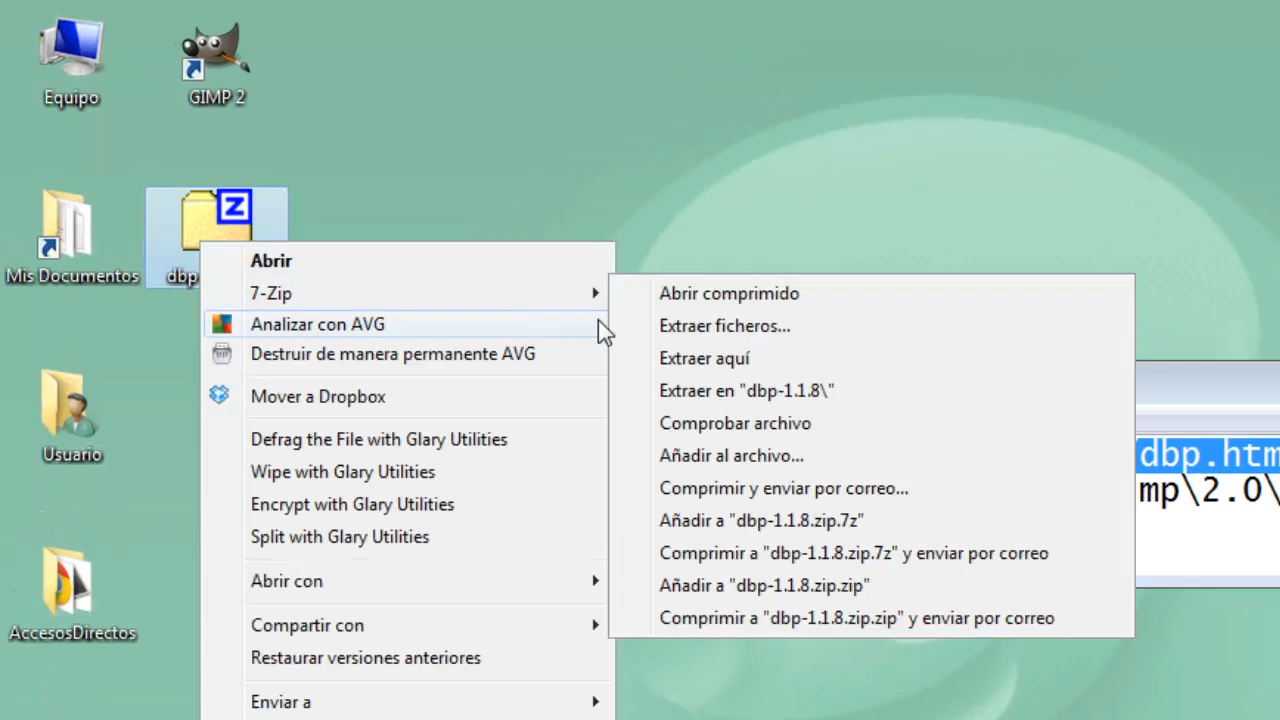 Equipo
GIMP 2
Mis Documentos
dbp
Usuario
AccesosDirectos
Abrir
7-Zip
Analizar con AVG
Destruir de manera permanente AVG
Mover a Dropbox
Defrag the File with Glary Utilities
Wipe with Glary Utilities
Encrypt with Glary Utilities
Split with Glary Utilities
Abrir con
Compartir con
Restaurar versiones anteriores
Enviar a
Abrir comprimido
Extraer ficheros...
Extraer aquí
Extraer en "dbp-1.1.8\"
Comprobar archivo
Añadir al archivo...
Comprimir y enviar por correo...
Añadir a "dbp-1.1.8.zip.7z"
Comprimir a "dbp-1.1.8.zip.7z" y enviar por correo
Añadir a "dbp-1.1.8.zip.zip"
Comprimir a "dbp-1.1.8.zip.zip" y enviar por correo
dbp.htm
mp\2.0\